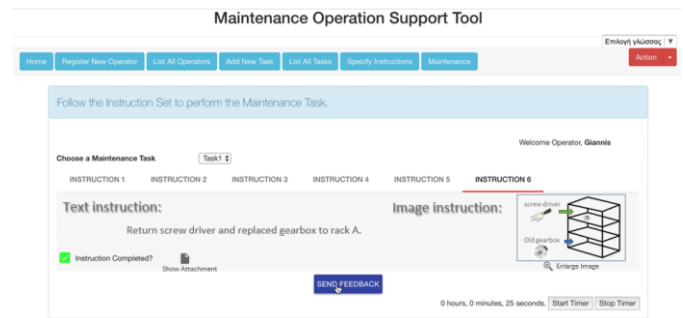 Maintenance Operation Support Tool
Επιλογή γλώσσας
Home Register New Operator List All Operators Add New Task List All Tasks Specify Instructions Maintenance Action
Follow the Instruction Set to perform the Maintenance Task.
Welcome Operator, Giannis
Choose a Maintenance Task Task1
INSTRUCTION 1 INSTRUCTION 2 INSTRUCTION 3 INSTRUCTION 4 INSTRUCTION 5 INSTRUCTION 6
Text instruction: Image instruction:
screw driver
Return screw driver and replaced gearbox to rack A.
Old gearbox
Instruction Completed?
Show Attachment
Enlarge Image
SEND FEEDBACK
0 hours, 0 minutes, 25 seconds. Start Timer Stop Timer